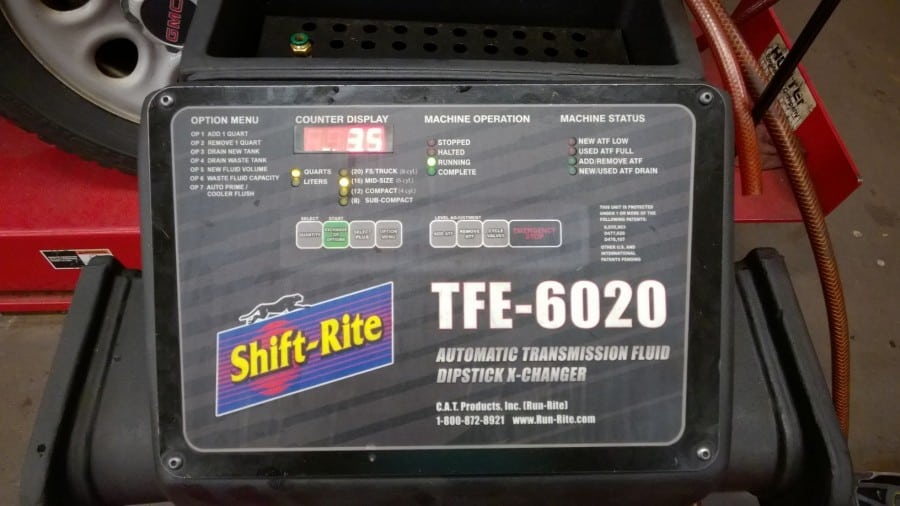 GMC
OPTION MENU
OP 1 ADD 1 QUART
OP 2 REMOVE 1 QUART
OP 3 DRAIN NEW TANK
OP 4 DRAIN WASTE TANK
OP 5 NEW FLUID VOLUME
OP 6 WASTE FLUID CAPACITY
OP 7 AUTO PRIME /
COOLER FLUSH
COUNTER DISPLAY
QUARTS
LITERS
(20) FS/TRUCK (8 cyl.)
(16) MID-SIZE (6 cyl.)
(12) COMPACT (4 cyl.)
(8) SUB-COMPACT
MACHINE OPERATION
STOPPED
HALTED
RUNNING
COMPLETE
MACHINE STATUS
NEW ATF LOW
USED ATF FULL
ADD/REMOVE ATF
NEW/USED ATF DRAIN
THIS UNIT IS PROTECTED
UNDER 1 OR MORE OF THE
FOLLOWING PATENTS:
OTHER U.S. AND
INTERNATIONAL
PATENTS PENDING
SELECT
QUANTITY
START
EXCHANGE
OR
OPTIONS
SELECT
PLUS
OPTION
MENU
LEVEL ADJUSTMENT
ADD ATF
REMOVE
ATF
CYCLE
VALVES
EMERGENCY
STOP
Shift-Rite
TFE-6020
AUTOMATIC TRANSMISSION FLUID
DIPSTICK X-CHANGER
C.A.T. Products, Inc. (Run-Rite)
1-800-872-8921 www.Run-Rite.com